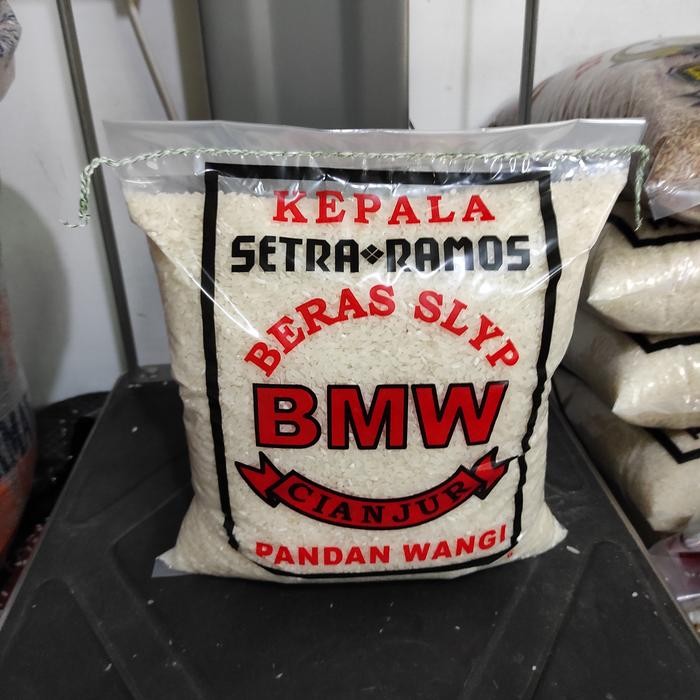 KEPALA
SETRA❖RAMOS
BERAS SLYP
BMW
CIANJUR
PANDAN WANGI